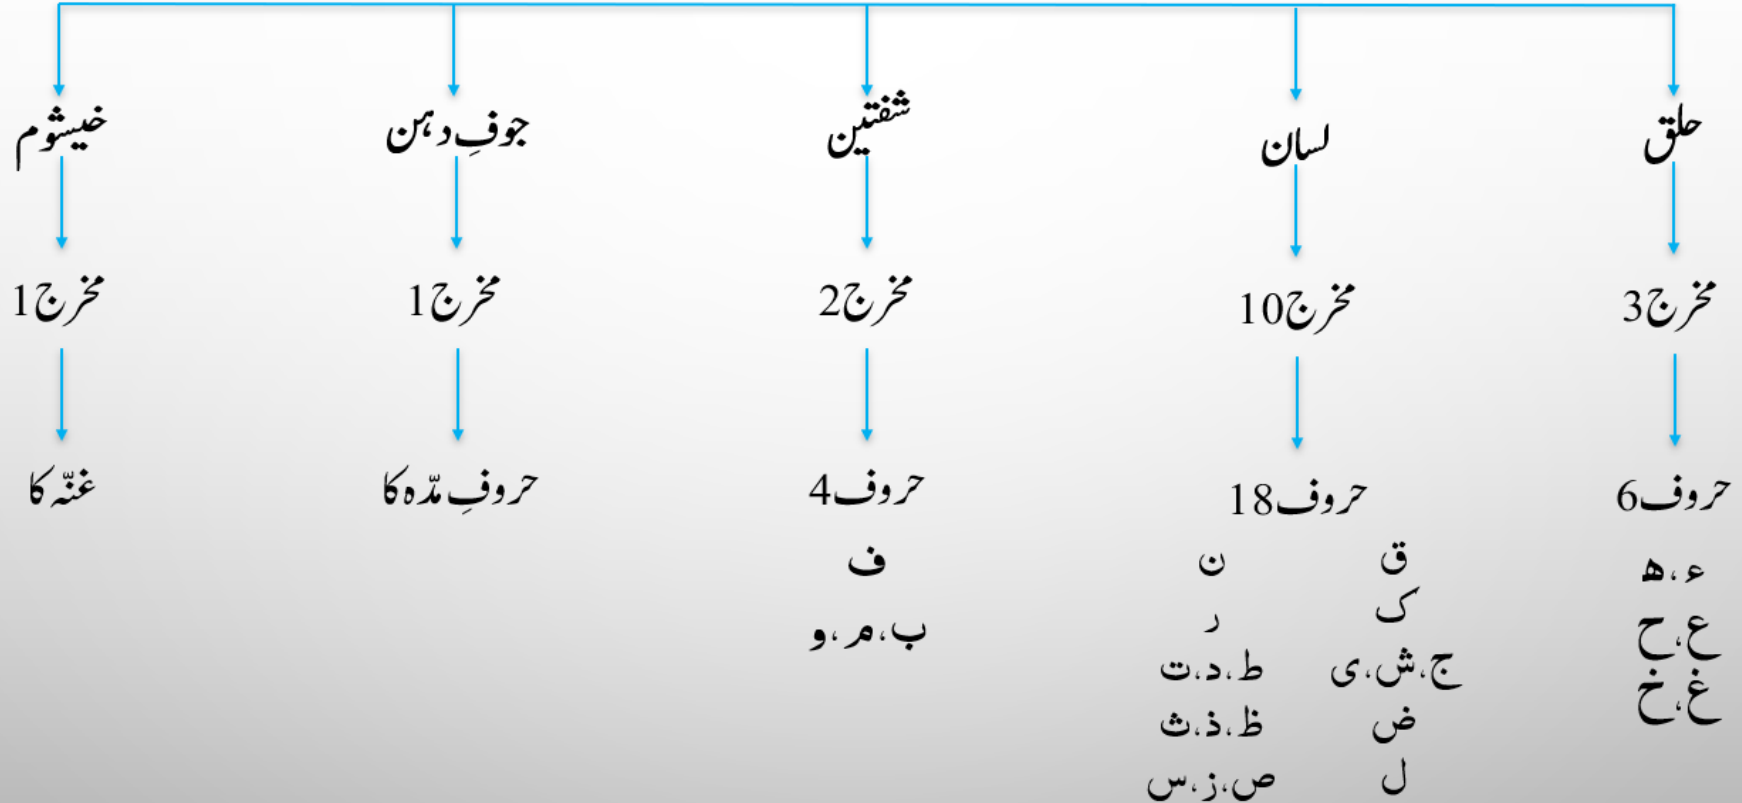 حلق
لسان
شفتین
جوفِ دہن
خیشوم
مخرج3
مخرج10
مخرج2
مخرج1
مخرج1
حروف6
حروف18
حروف4
حروفِ مدّہ کا
غنّہ کا
ء، ھ
ع، ح
غ، خ
ق
ک
ج، ش، ی
ض
ل
ن
ر
ط، د، ت
ظ، ذ، ث
ص، ز، س
ف
ب، م، و